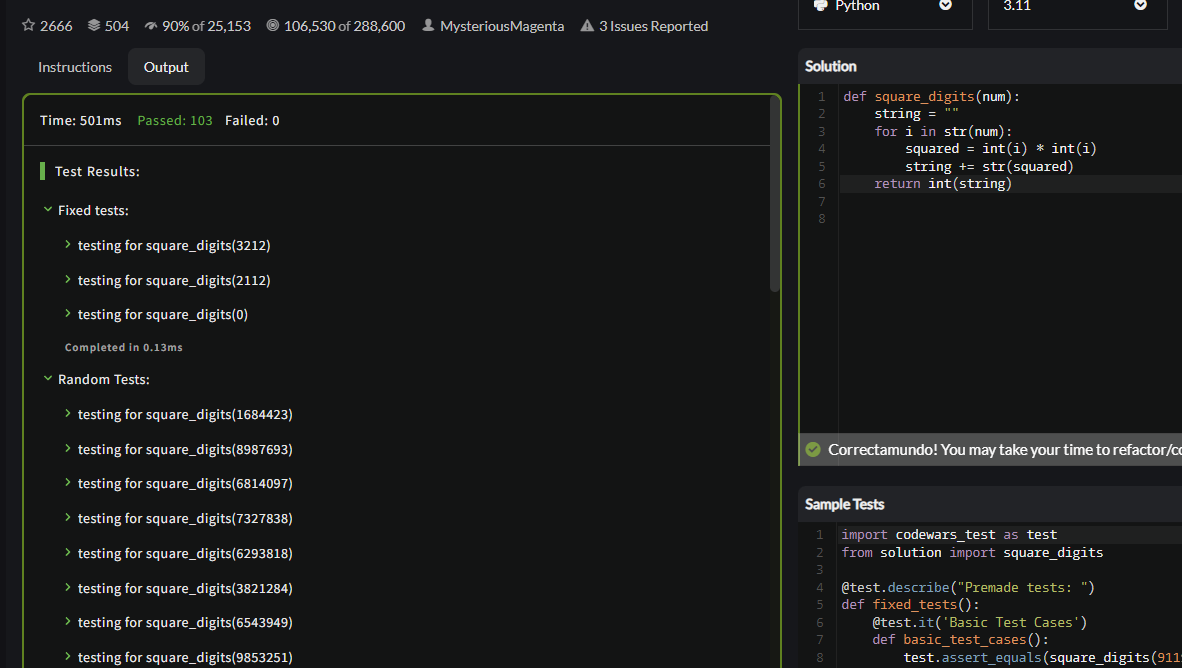 2666 504 90% of 25,153 106,530 of 288,600 MysteriousMagenta 3 Issues Reported
Instructions Output
Time: 501ms Passed: 103 Failed: 0
Test Results:
Fixed tests:
testing for square_digits(3212)
testing for square_digits(2112)
testing for square_digits(0)
Completed in 0.13ms
Random Tests:
testing for square_digits(1684423)
testing for square_digits(8987693)
testing for square_digits(6814097)
testing for square_digits(7327838)
testing for square_digits(6293818)
testing for square_digits(3821284)
testing for square_digits(6543949)
testing for square_digits(9853251)
Python 3.11
Solution
1 def square_digits(num):
2 string = ""
3 for i in str(num):
4 squared = int(i) * int(i)
5 string += str(squared)
6 return int(string)
7
8
Correctamundo! You may take your time to refactor/co
Sample Tests
1 import codewars_test as test
2 from solution import square_digits
3
4 @test.describe("Premade tests: ")
5 def fixed_tests():
6 @test.it('Basic Test Cases')
7 def basic_test_cases():
8 test.assert_equals(square_digits(911